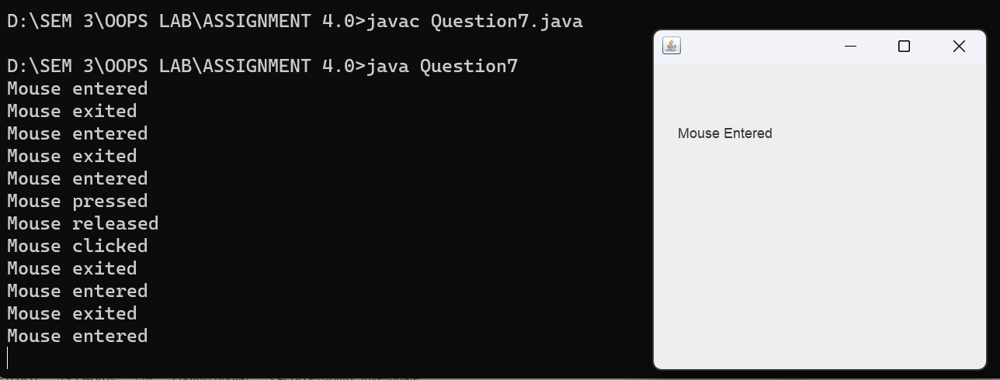 D:\SEM 3\OOPS LAB\ASSIGNMENT 4.0>javac Question7.java
D:\SEM 3\OOPS LAB\ASSIGNMENT 4.0>java Question7
Mouse entered
Mouse exited
Mouse entered
Mouse exited
Mouse entered
Mouse pressed
Mouse released
Mouse clicked
Mouse exited
Mouse entered
Mouse exited
Mouse entered
Mouse Entered